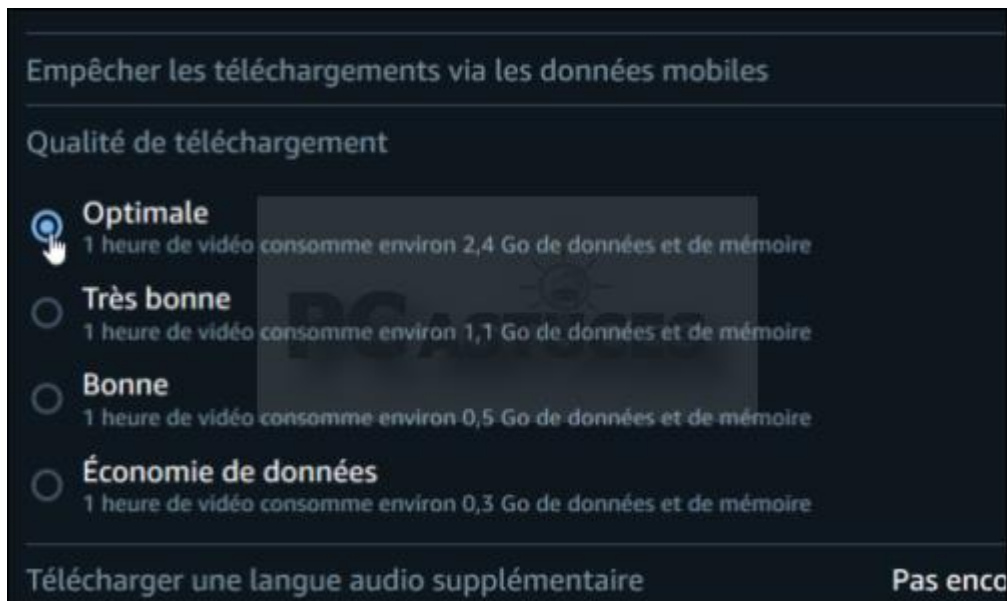 Empêcher les téléchargements via les données mobiles
Qualité de téléchargement
Optimale
1 heure de vidéo consomme environ 2,4 Go de données et de mémoire
Très bonne
1 heure de vidéo consomme environ 1,1 Go de données et de mémoire
Bonne
1 heure de vidéo consomme environ 0,5 Go de données et de mémoire
Économie de données
1 heure de vidéo consomme environ 0,3 Go de données et de mémoire
PC ASTUCES
Télécharger une langue audio supplémentaire Pas enco